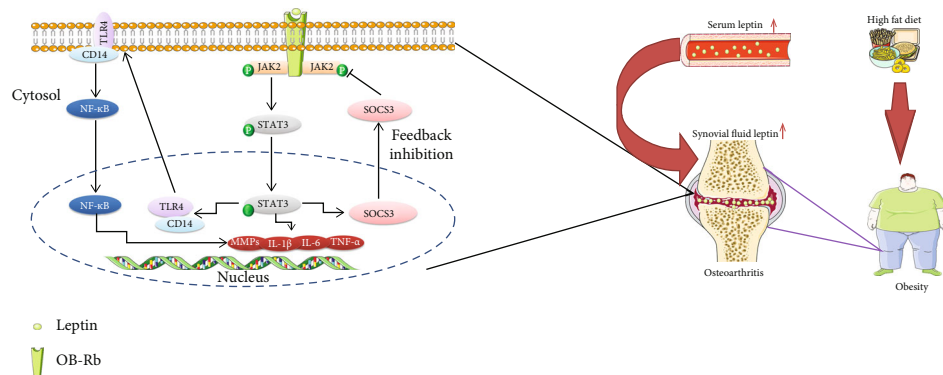 TLR4
CD14
Cytosol
NF-κB
JAK2
JAK2
P
P
P
STAT3
SOCS3
Feedback
inhibition
NF-κB
TLR4
CD14
STAT3
SOCS3
MMPs
IL-1β
IL-6
TNF-α
Nucleus
Leptin
OB-Rb
Serum leptin
High fat diet
Synovial fluid leptin
Osteoarthritis
Obesity